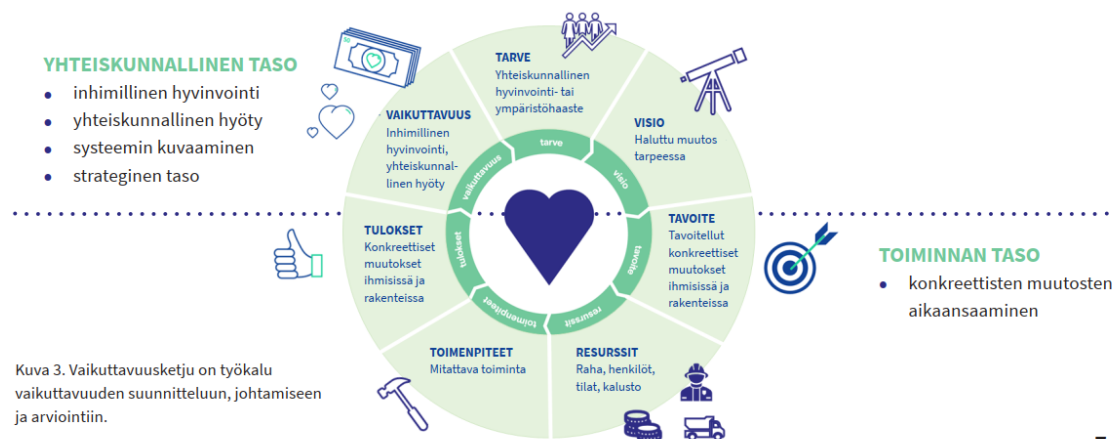 YHTEISKUNNALLINEN TASO
inhimillinen hyvinvointi
yhteiskunnallinen hyöty
systeemin kuvaaminen
strateginen taso
TARVE
Yhteiskunnallinen
hyvinvointi- tai
ympäristöhaaste
VISIO
Haluttu muutos
tarpeessa
TAVOITE
Tavoitellut
konkreettiset
muutokset
ihmisissä ja
rakenteissa
RESURSSIT
Raha, henkilöt,
tilat, kalusto
TOIMENPITEET
Mitattava toiminta
TULOKSET
Konkreettiset
muutokset
ihmisissä ja
rakenteissa
VAIKUTTAVUUS
Inhimillinen
hyvinvointi,
yhteiskunnal-
linen hyöty
tarve
visio
tavoite
resurssit
toimenpiteet
tulokset
vaikuttavuus
TOIMINNAN TASO
konkreettisten muutosten
aikaansaaminen
Kuva 3. Vaikuttavuusketju on työkalu
vaikuttavuuden suunnitteluun, johtamiseen
ja arviointiin.